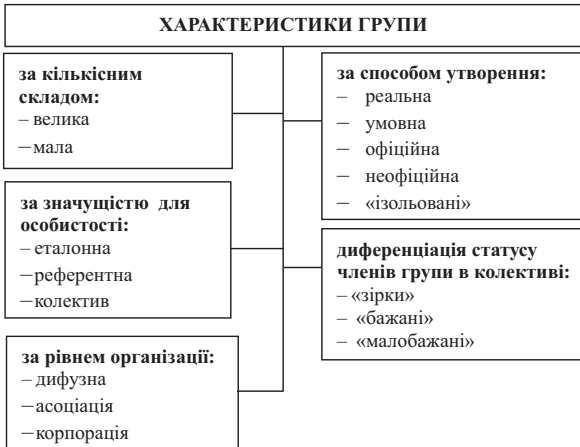 ХАРАКТЕРИСТИКИ ГРУПИ
за кількісним
складом:
– велика
– мала
за значущістю для
особистості:
– еталонна
– референтна
– колектив
за рівнем організації:
– дифузна
– асоціація
– корпорація
за способом утворення:
– реальна
– умовна
– офіційна
– неофіційна
– «ізольовані»
диференціація статусу
членів групи в колективі:
– «зірки»
– «бажані»
– «малобажані»